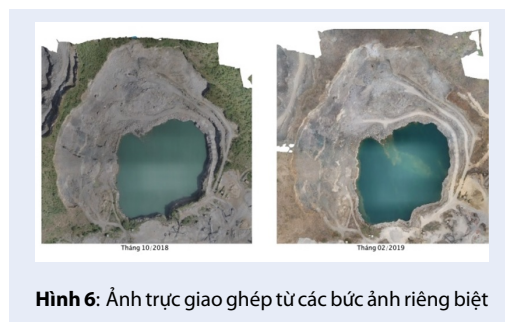 Tháng 10/2018
Tháng 02/2019
Hình 6: Ảnh trực giao ghép từ các bức ảnh riêng biệt